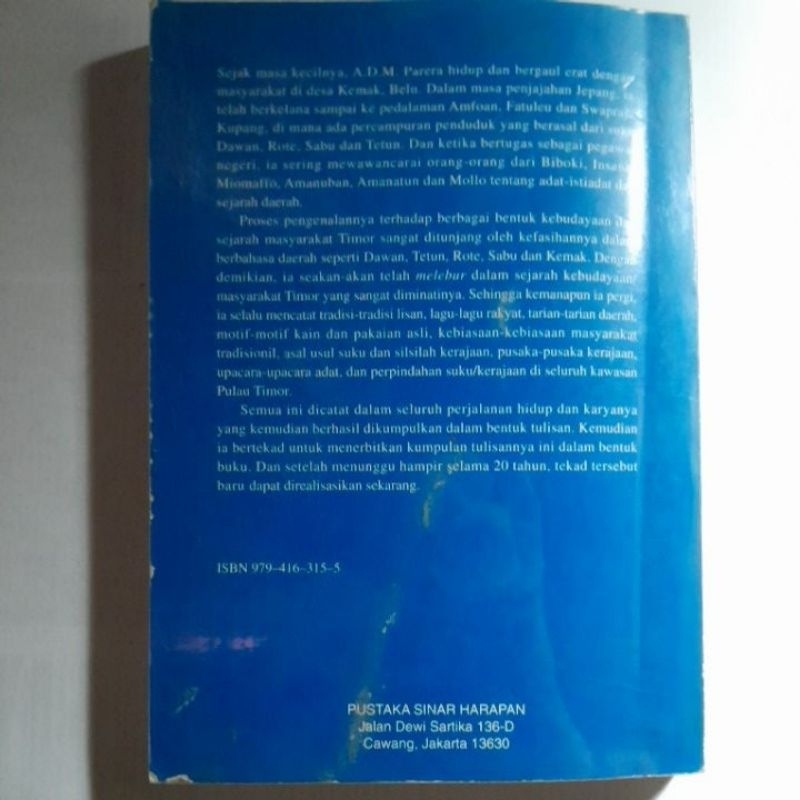 Sejak masa kecilnya, A.D.M. Parera hidup dan bergaul erat dengan
masyarakat di desa Kemak, Belu. Dalam masa penjajahan Jepang, ia
telah berkelana sampai ke pedalaman Amfoan, Fatuleu dan Swapraja
Kupang, di mana ada percampuran penduduk yang berasal dari suku
Dawan, Rote, Sabu dan Tetun. Dan ketika bertugas sebagai pegawai
negeri, ia sering mewawancarai orang-orang dari Biboki, Insana,
Miomaffo, Amanuban, Amanatun dan Mollo tentang adat-istiadat dan
sejarah daerah.
Proses pengenalannya terhadap berbagai bentuk kebudayaan dan
sejarah masyarakat Timor sangat ditunjang oleh kefasihannya dalam
berbahasa daerah seperti Dawan, Tetun, Rote, Sabu dan Kemak. Dengan
demikian, ia seakan-akan telah melebur dalam sejarah kebudayaan
masyarakat Timor yang sangat diminatinya. Sehingga kemanapun ia pergi,
ia selalu mencatat tradisi-tradisi lisan, lagu-lagu rakyat, tarian-tarian daerah,
motif-motif kain dan pakaian asli, kebiasaan-kebiasaan masyarakat
tradisionil, asal usul suku dan silsilah kerajaan, pusaka-pusaka kerajaan,
upacara-upacara adat, dan perpindahan suku/kerajaan di seluruh kawasan
Pulau Timor.
Semua ini dicatat dalam seluruh perjalanan hidup dan karyanya
yang kemudian berhasil dikumpulkan dalam bentuk tulisan. Kemudian
ia bertekad untuk menerbitkan kumpulan tulisannya ini dalam bentuk
buku. Dan setelah menunggu hampir selama 20 tahun, tekad tersebut
baru dapat direalisasikan sekarang.
ISBN 979–416–315–5
PUSTAKA SINAR HARAPAN
Jalan Dewi Sartika 136-D
Cawang, Jakarta 13630